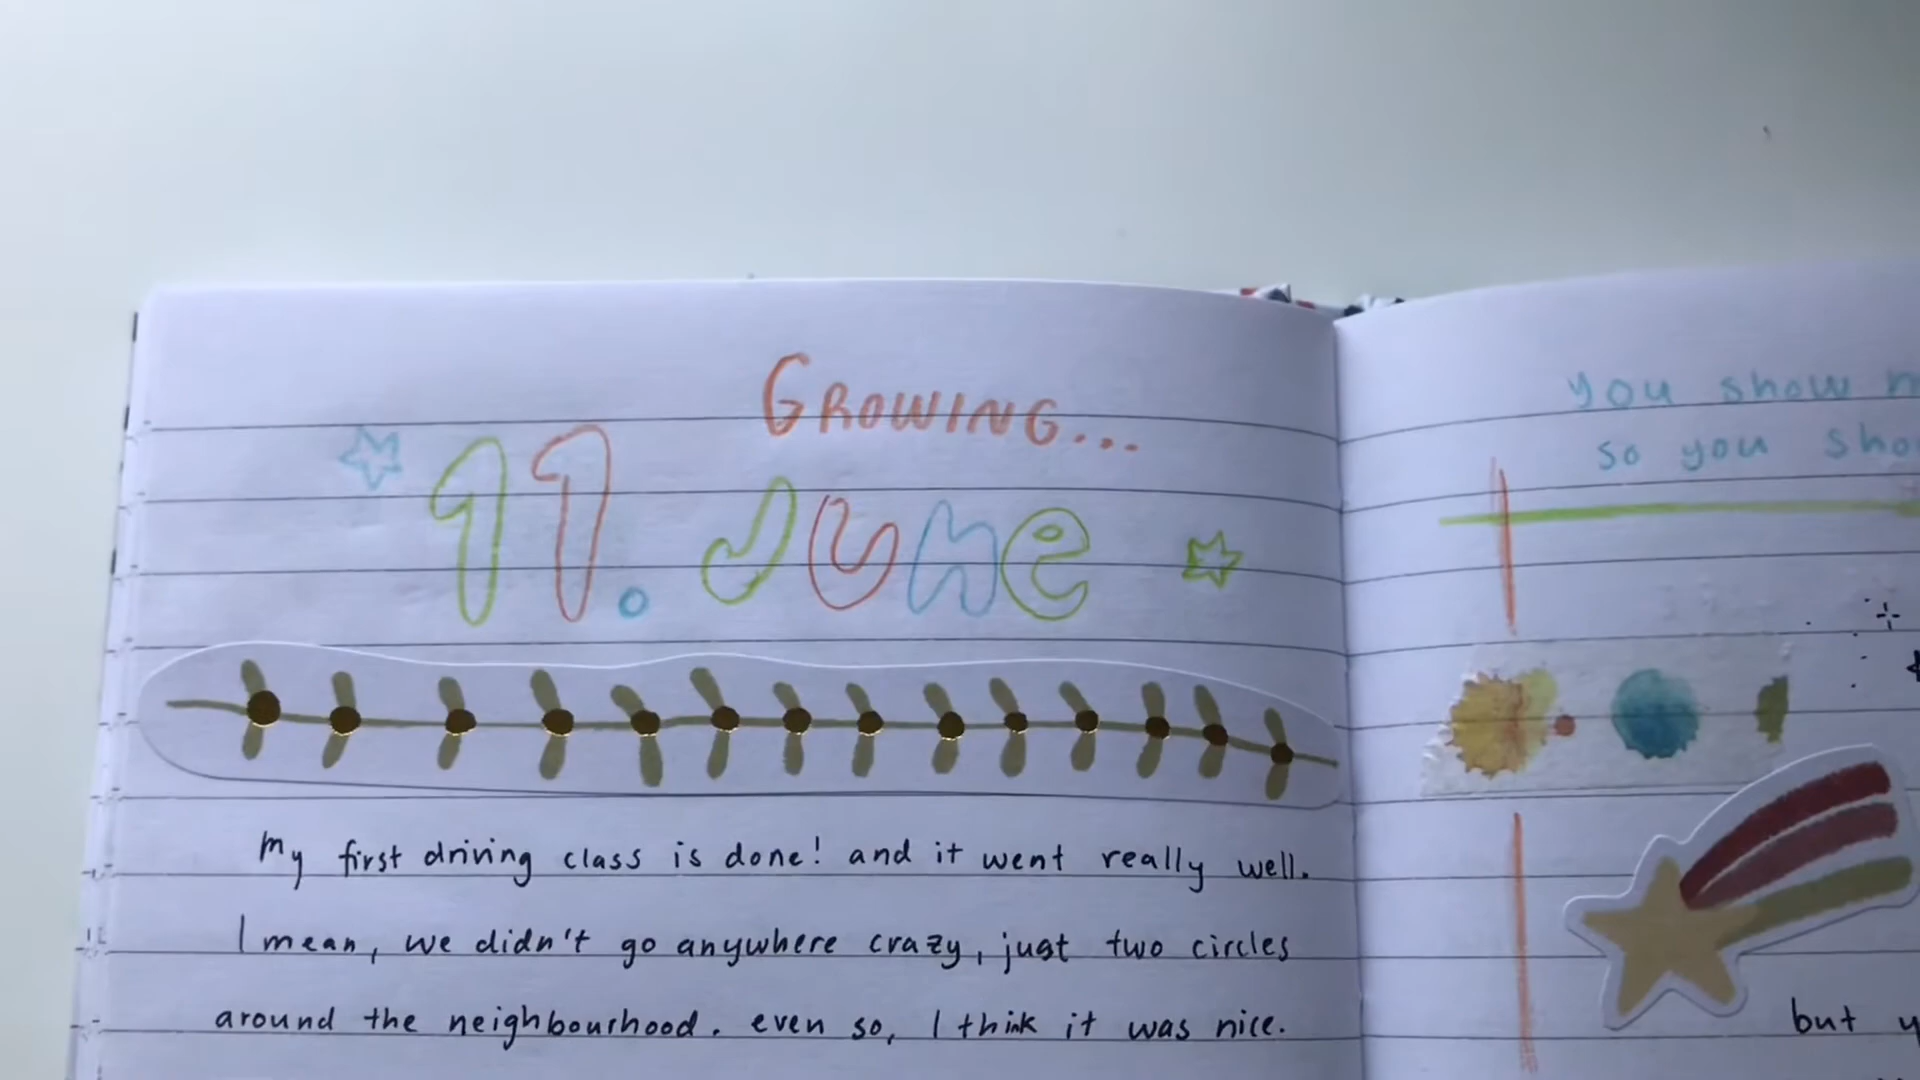 GROWING...
11. June
My first driving class is done! and it went really well.
I mean, we didn't go anywhere crazy, just two circles
around the neighbourhood. even so, I think it was nice.
you show
so you
but